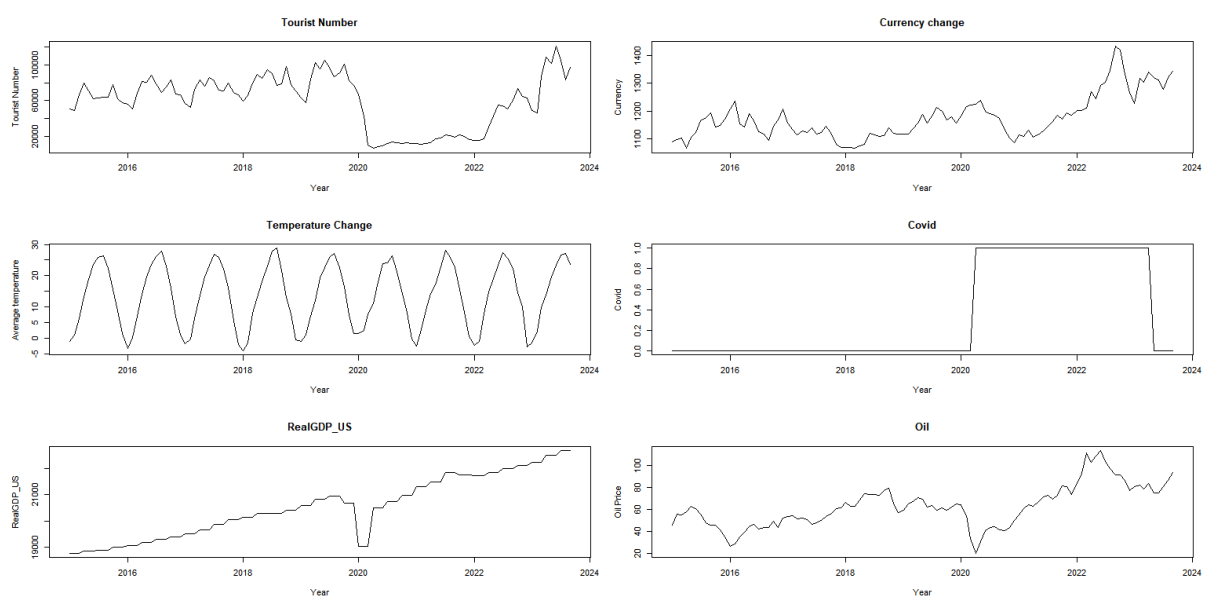 Tourist Number
Tourist Number
20000 60000 100000
2016 2018 2020 2022 2024
Year
Currency change
Currency
1100 1200 1300 1400
2016 2018 2020 2022 2024
Year
Temperature Change
Average temperature
-5 0 5 10 20 30
2016 2018 2020 2022 2024
Year
Covid
Covid
0.0 0.2 0.4 0.6 0.8 1.0
2016 2018 2020 2022 2024
Year
RealGDP_US
RealGDP_US
19000 21000
2016 2018 2020 2022 2024
Year
Oil
Oil Price
20 40 60 80 100
2016 2018 2020 2022 2024
Year